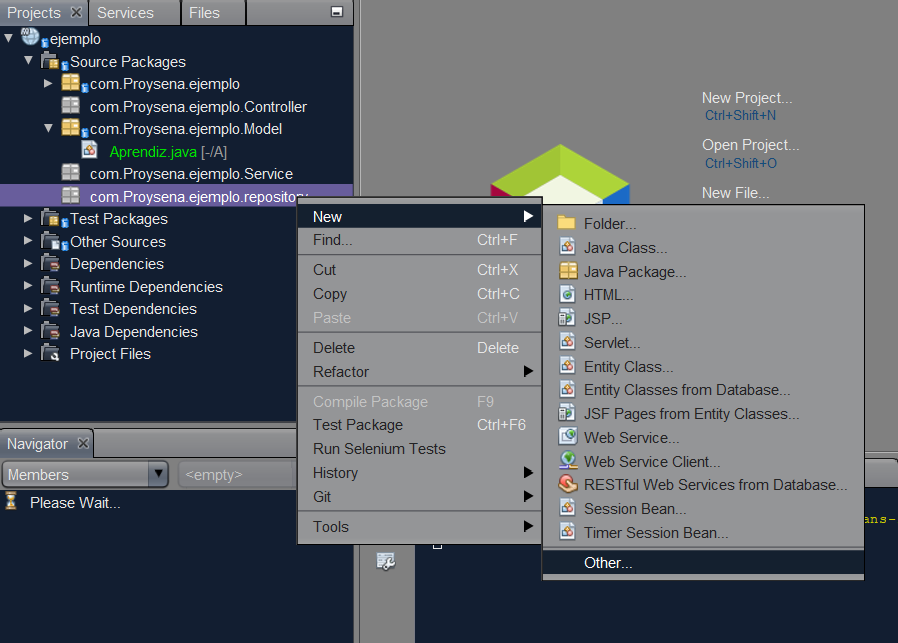 Projects
Services
Files
ejemplo
Source Packages
com.Proysena.ejemplo
com.Proysena.ejemplo.Controller
com.Proysena.ejemplo.Model
Aprendiz.java [-/A]
com.Proysena.ejemplo.Service
com.Proysena.ejemplo.repository
Test Packages
Other Sources
Dependencies
Runtime Dependencies
Test Dependencies
Java Dependencies
Project Files
Navigator
Members
<empty>
Please Wait...
New Project...
Ctrl+Shift+N
Open Project...
Ctrl+Shift+O
New File...
New
Find... Ctrl+F
Cut Ctrl+X
Copy Ctrl+C
Paste Ctrl+V
Delete Delete
Refactor
Compile Package F9
Test Package Ctrl+F6
Run Selenium Tests
History
Git
Tools
Folder...
Java Class...
Java Package...
HTML...
JSP...
Servlet...
Entity Class...
Entity Classes from Database...
JSF Pages from Entity Classes...
Web Service...
Web Service Client...
RESTful Web Services from Database...
Session Bean...
Timer Session Bean...
Other...
ans-